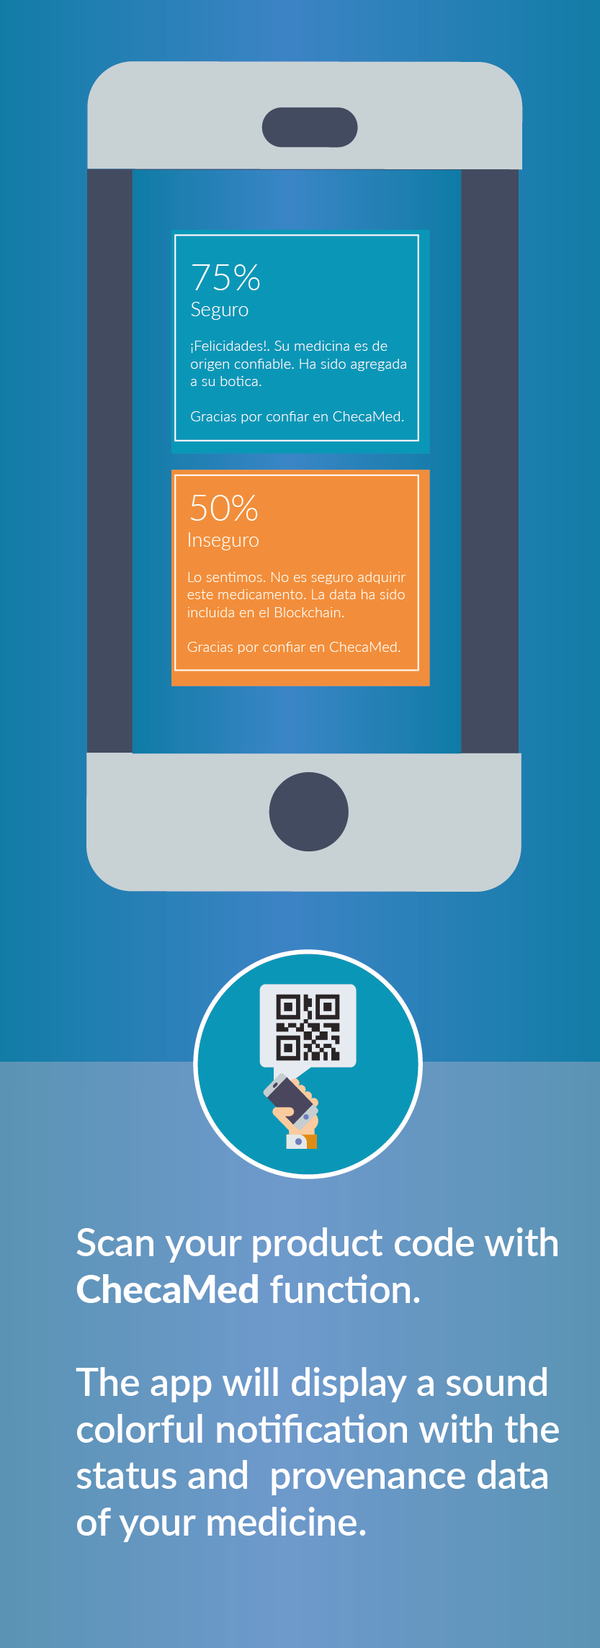 75%
Seguro
¡Felicidades!. Su medicina es de
origen confiable. Ha sido agregada
a su botica.
Gracias por confiar en ChecaMed.
50%
Inseguro
Lo sentimos. No es seguro adquirir
este medicamento. La data ha sido
incluida en el Blockchain.
Gracias por confiar en ChecaMed.
Scan your product code with
ChecaMed function.
The app will display a sound
colorful notification with the
status and  provenance data
of your medicine.